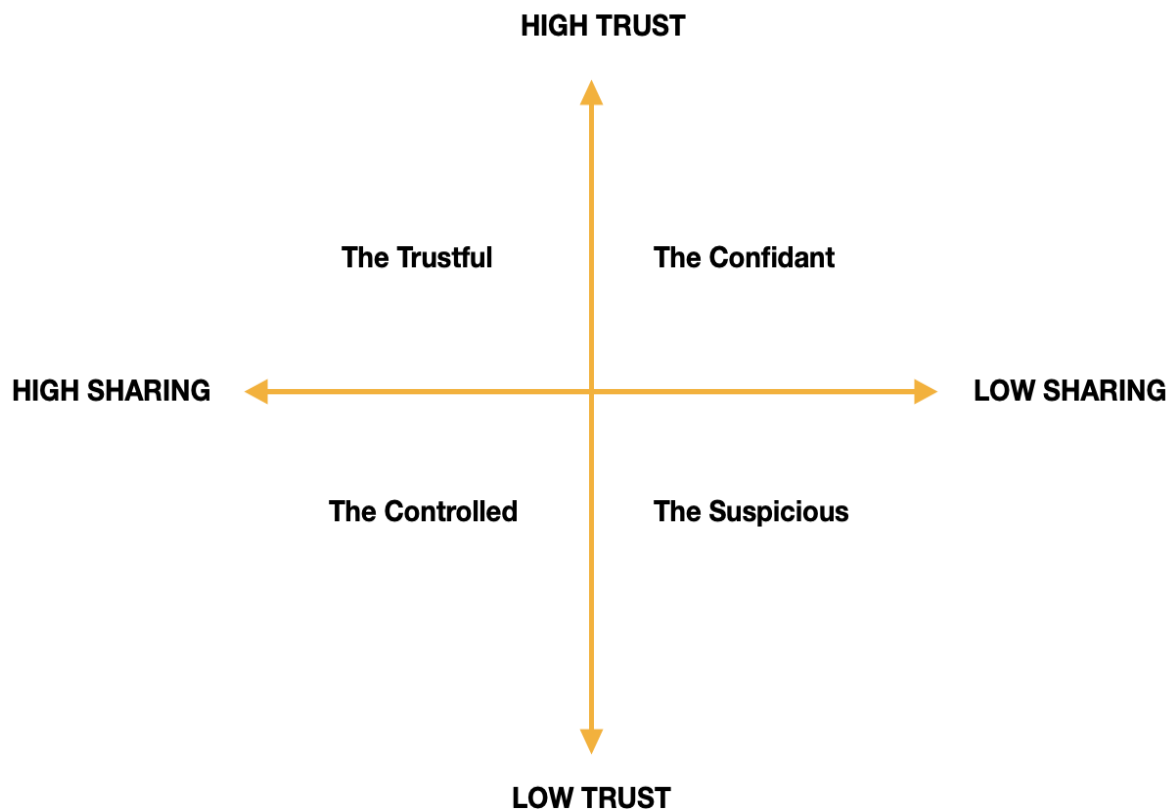 HIGH TRUST
The Trustful
The Confidant
HIGH SHARING
LOW SHARING
The Controlled
The Suspicious
LOW TRUST